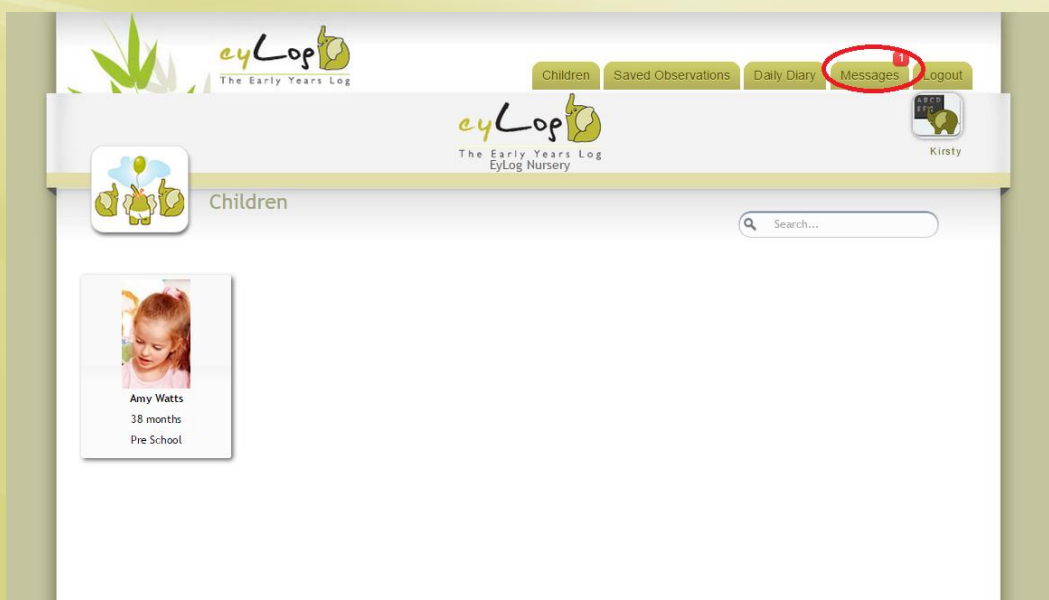 eyLog
The Early Years Log
Children Saved Observations Daily Diary Messages 1 Logout
eyLog
The Early Years Log
EyLog Nursery
ABCD
Kirsty
Children
Search...
Amy Watts
38 months
Pre School